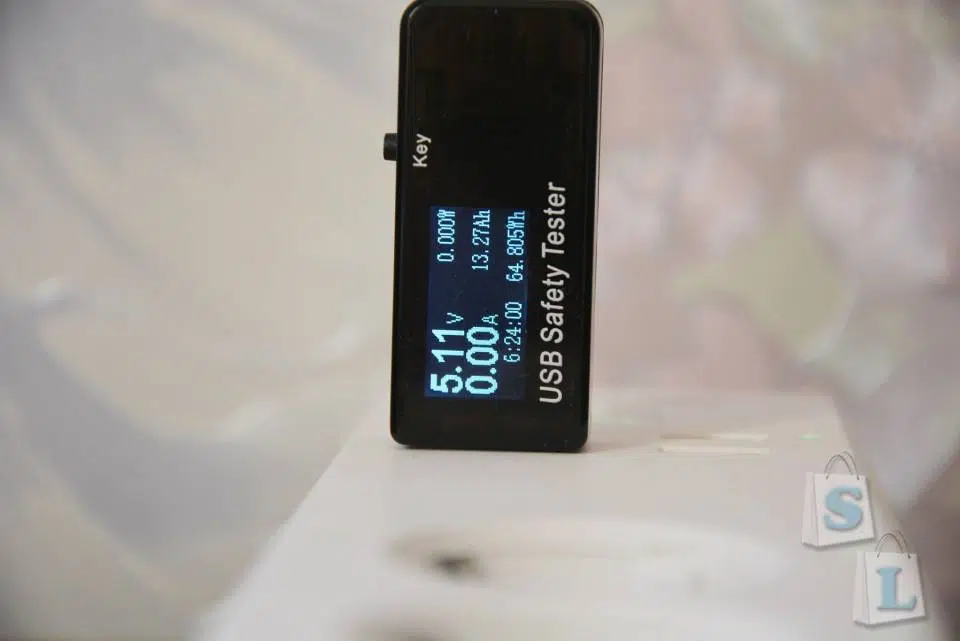 Key
5.11V 0.000W
0.00A 13.27Ah
6:24:00 64.805Wh
USB Safety Tester
S
L